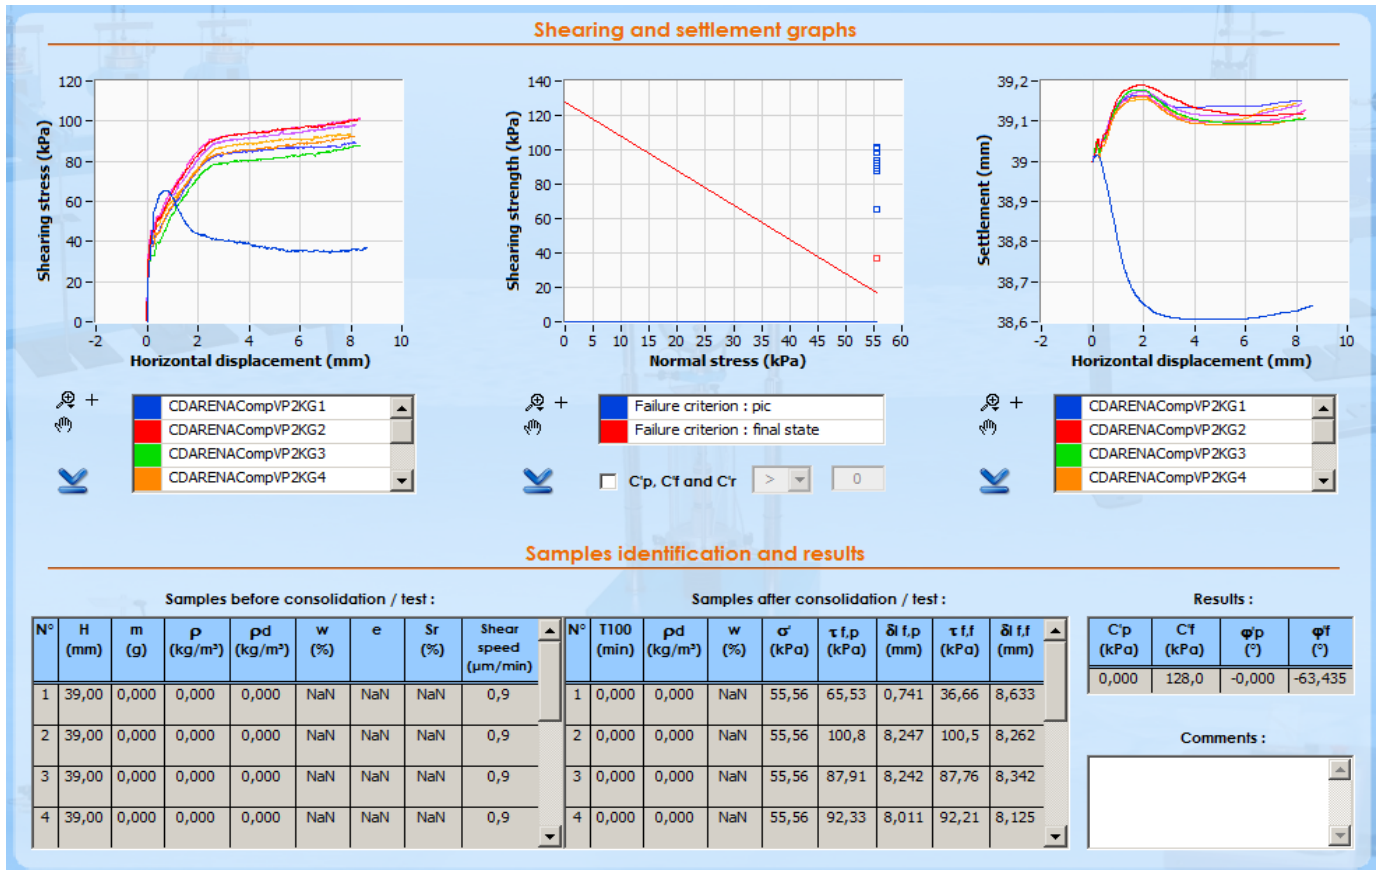 Shearing and settlement graphs
Shearing stress (kPa)
120
100
80
60
40
20
0
-2 0 2 4 6 8 10
Horizontal displacement (mm)
Shearing strength (kPa)
140
120
100
80
60
40
20
0
0 5 10 15 20 25 30 35 40 45 50 55 60
Normal stress (kPa)
Settlement (mm)
39,2
39,1
39
38,9
38,8
38,7
38,6
-2 0 2 4 6 8 10
Horizontal displacement (mm)
CDARENACompVP2KG1
CDARENACompVP2KG2
CDARENACompVP2KG3
CDARENACompVP2KG4
Failure criterion : pic
Failure criterion : final state
C'p, C'f and C'r > 0
CDARENACompVP2KG1
CDARENACompVP2KG2
CDARENACompVP2KG3
CDARENACompVP2KG4
Samples identification and results
Samples before consolidation / test :
N° H (mm) m (g) ρ (kg/m³) ρd (kg/m³) w (%) e Sr (%) Shear speed (µm/min)
1 39,00 0,000 0,000 0,000 NaN NaN NaN 0,9
2 39,00 0,000 0,000 0,000 NaN NaN NaN 0,9
3 39,00 0,000 0,000 0,000 NaN NaN NaN 0,9
4 39,00 0,000 0,000 0,000 NaN NaN NaN 0,9
Samples after consolidation / test :
N° T100 (min) ρd (kg/m³) w (%) σ' (kPa) τ f,p (kPa) δl f,p (mm) τ f,f (kPa) δl f,f (mm)
1 0,000 0,000 NaN 55,56 65,53 0,741 36,66 8,633
2 0,000 0,000 NaN 55,56 100,8 8,247 100,5 8,262
3 0,000 0,000 NaN 55,56 87,91 8,242 87,76 8,342
4 0,000 0,000 NaN 55,56 92,33 8,011 92,21 8,125
Results :
C'p (kPa) C'f (kPa) φ'p (°) φ'f (°)
0,000 128,0 -0,000 -63,435
Comments :